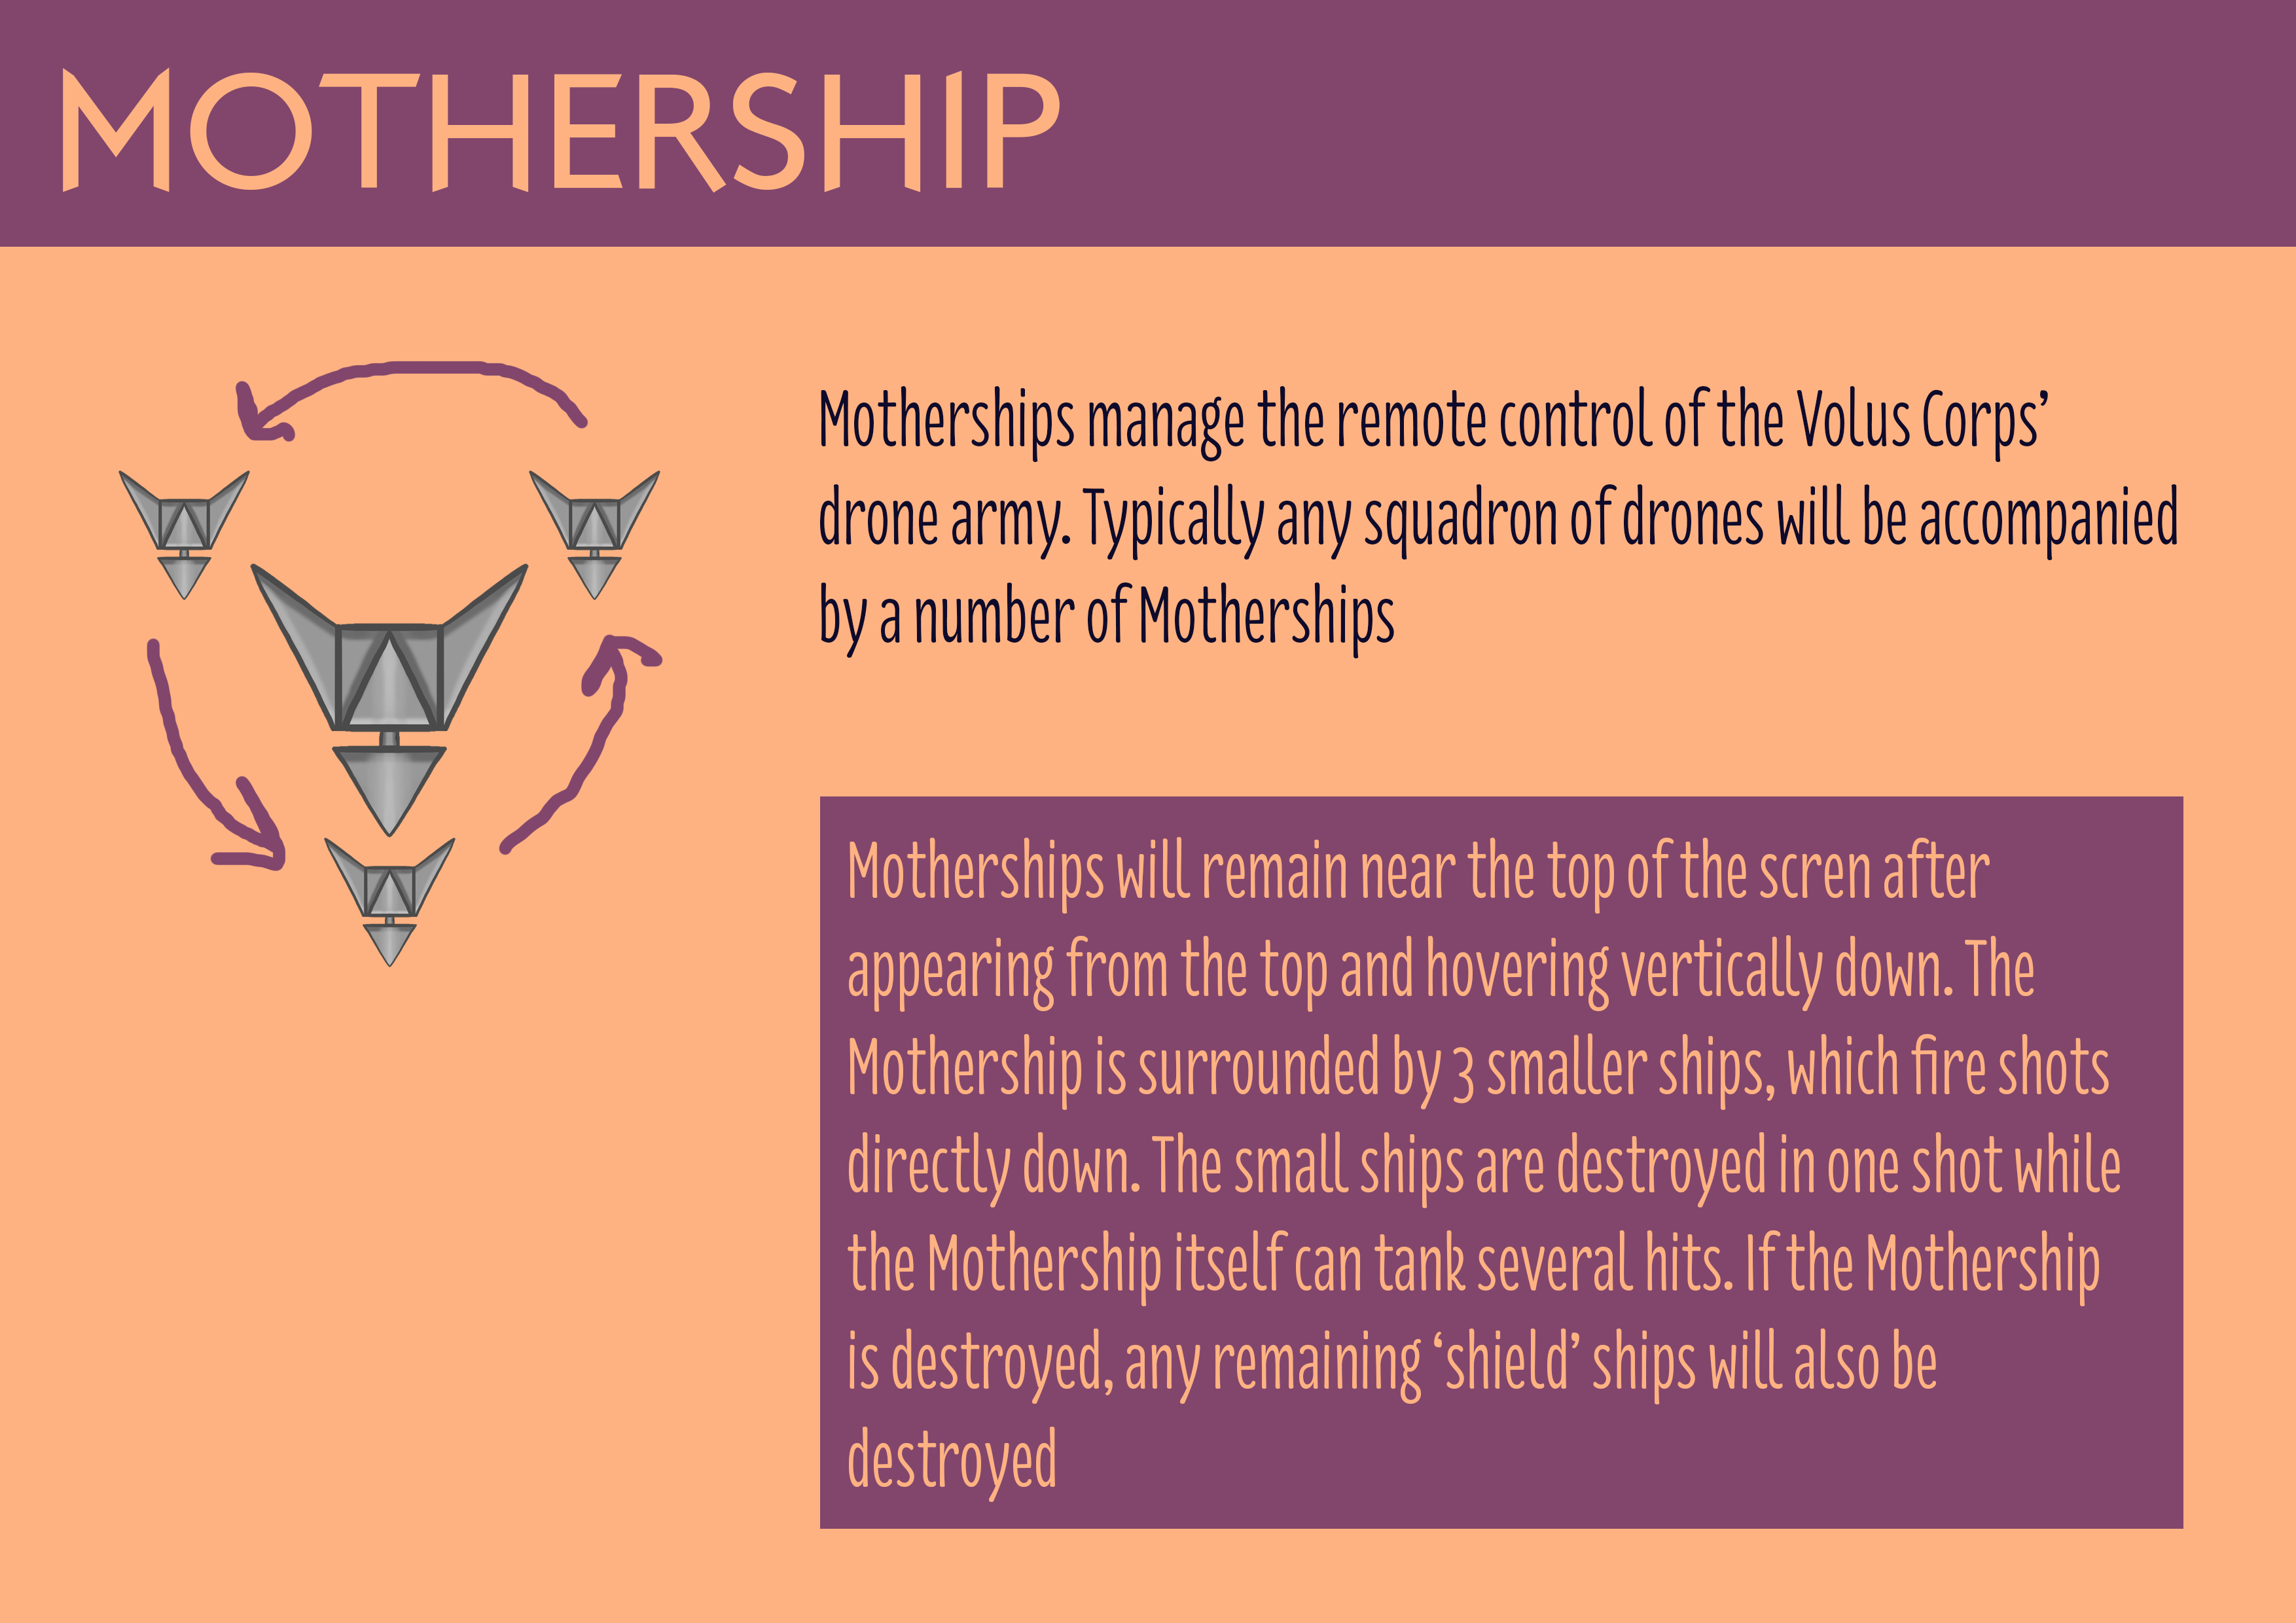 MOTHERSHIP
Motherships manage the remote control of the Volus Corps’
drone army. Typically any squadron of drones will be accompanied
by a number of Motherships
Motherships will remain near the top of the scren after
appearing from the top and hovering vertically down. The
Mothership is surrounded by 3 smaller ships, which fire shots
directly down. The small ships are destroyed in one shot while
the Mothership itself can tank several hits. If the Mothership
is destroyed, any remaining ‘shield’ ships will also be
destroyed